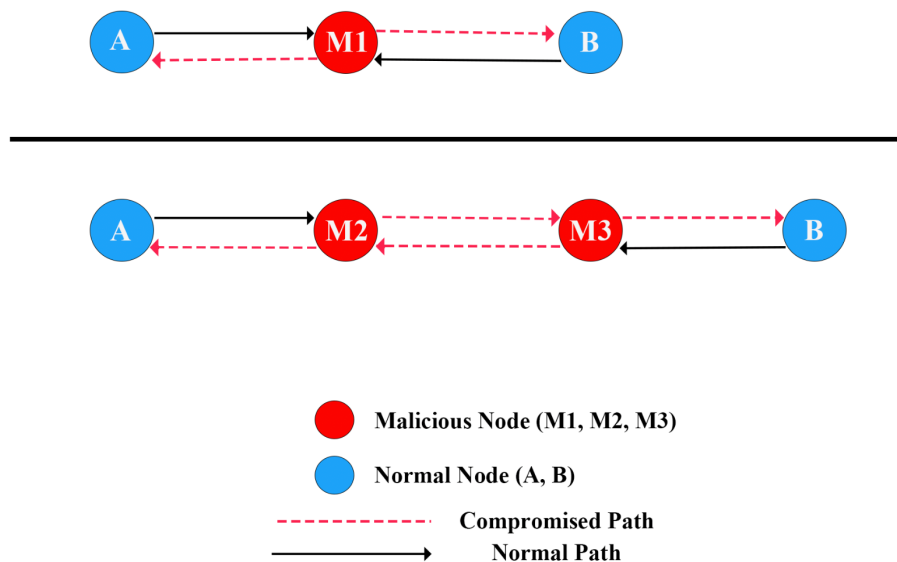 A M1 B
A M2 M3 B
Malicious Node (M1, M2, M3)
Normal Node (A, B)
Compromised Path
Normal Path